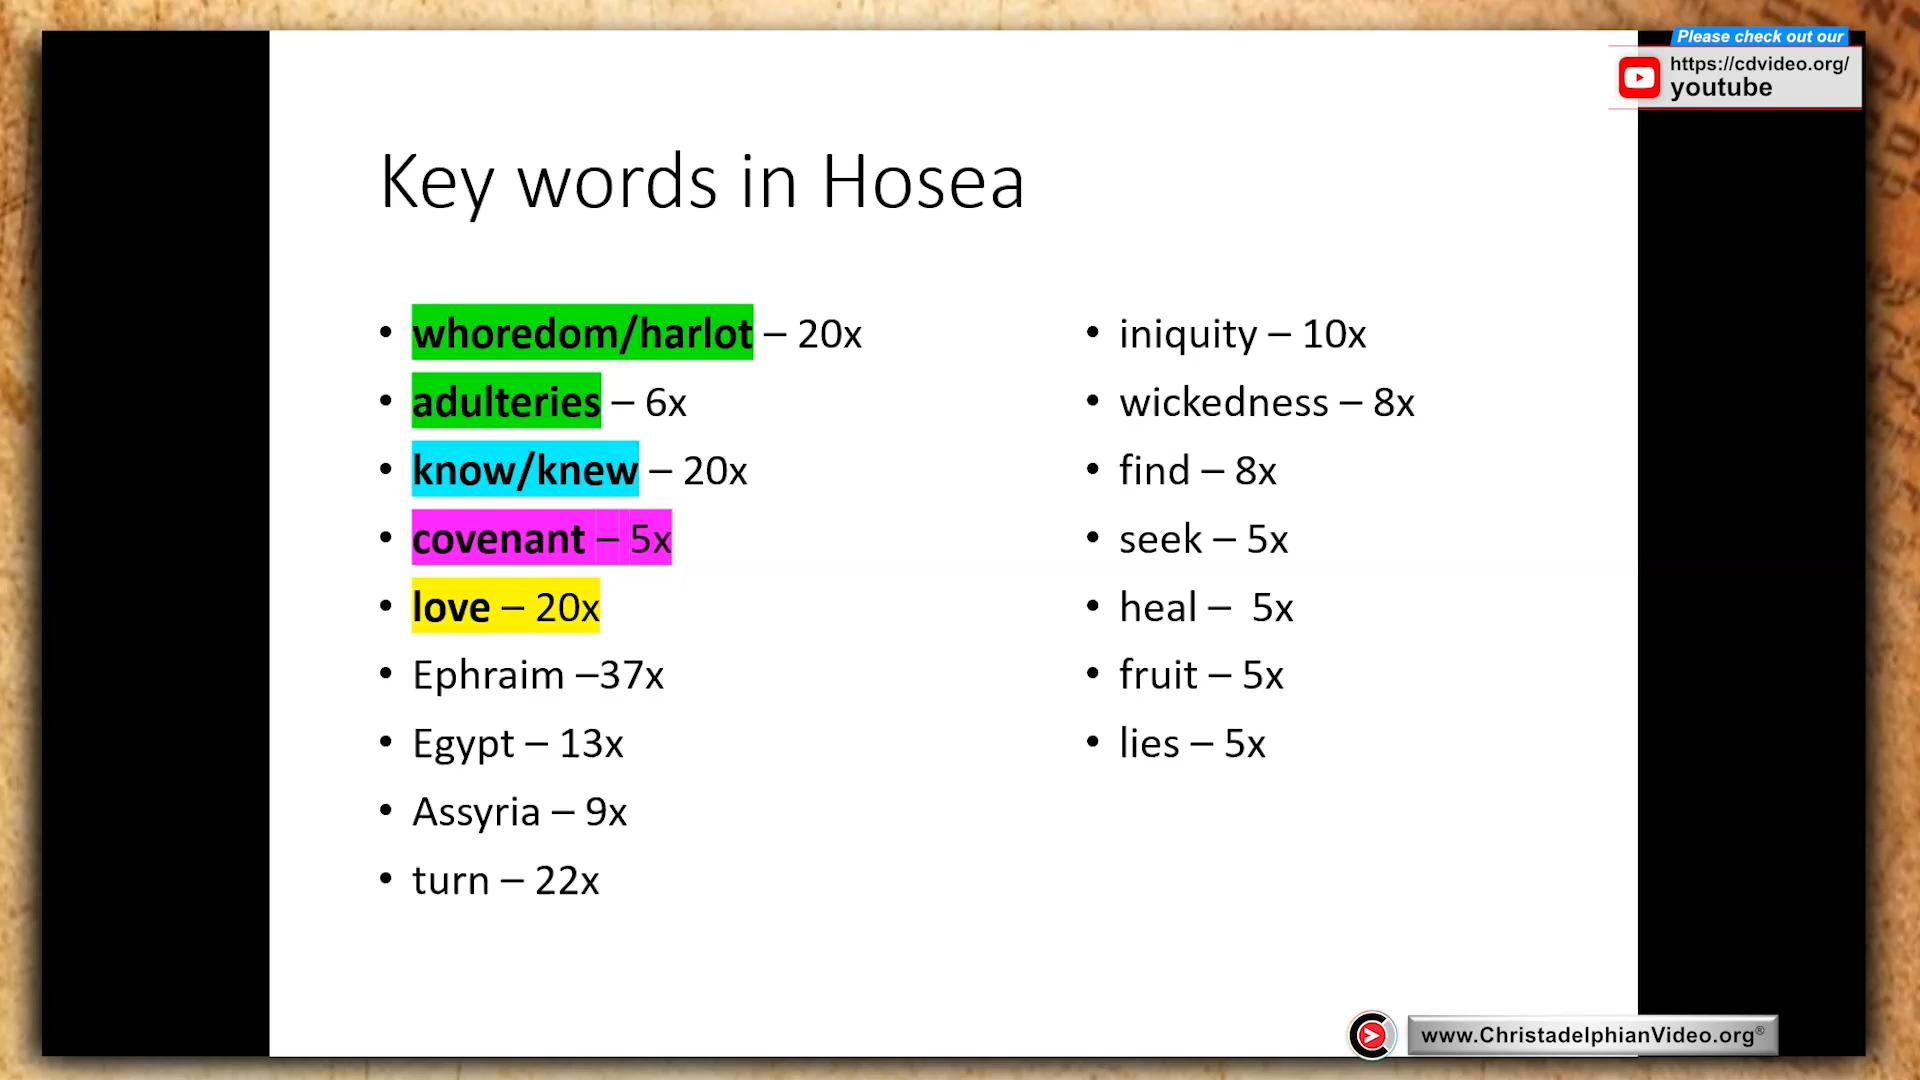 Please check out our
https://cdvideo.org/
youtube
Key words in Hosea
• whoredom/harlot – 20x
• adulteries – 6x
• know/knew – 20x
• covenant – 5x
• love – 20x
• Ephraim –37x
• Egypt – 13x
• Assyria – 9x
• turn – 22x
• iniquity – 10x
• wickedness – 8x
• find – 8x
• seek – 5x
• heal –  5x
• fruit – 5x
• lies – 5x
www.ChristadelphianVideo.org®